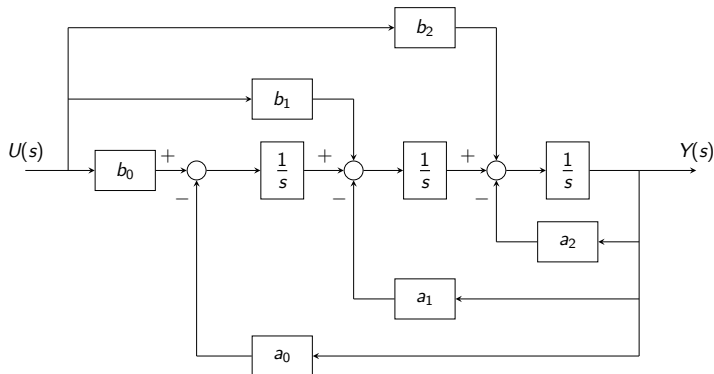 b₂
b₁
U(s)
b₀
+
−
1/s
+
−
1/s
+
−
1/s
Y(s)
a₂
a₁
a₀